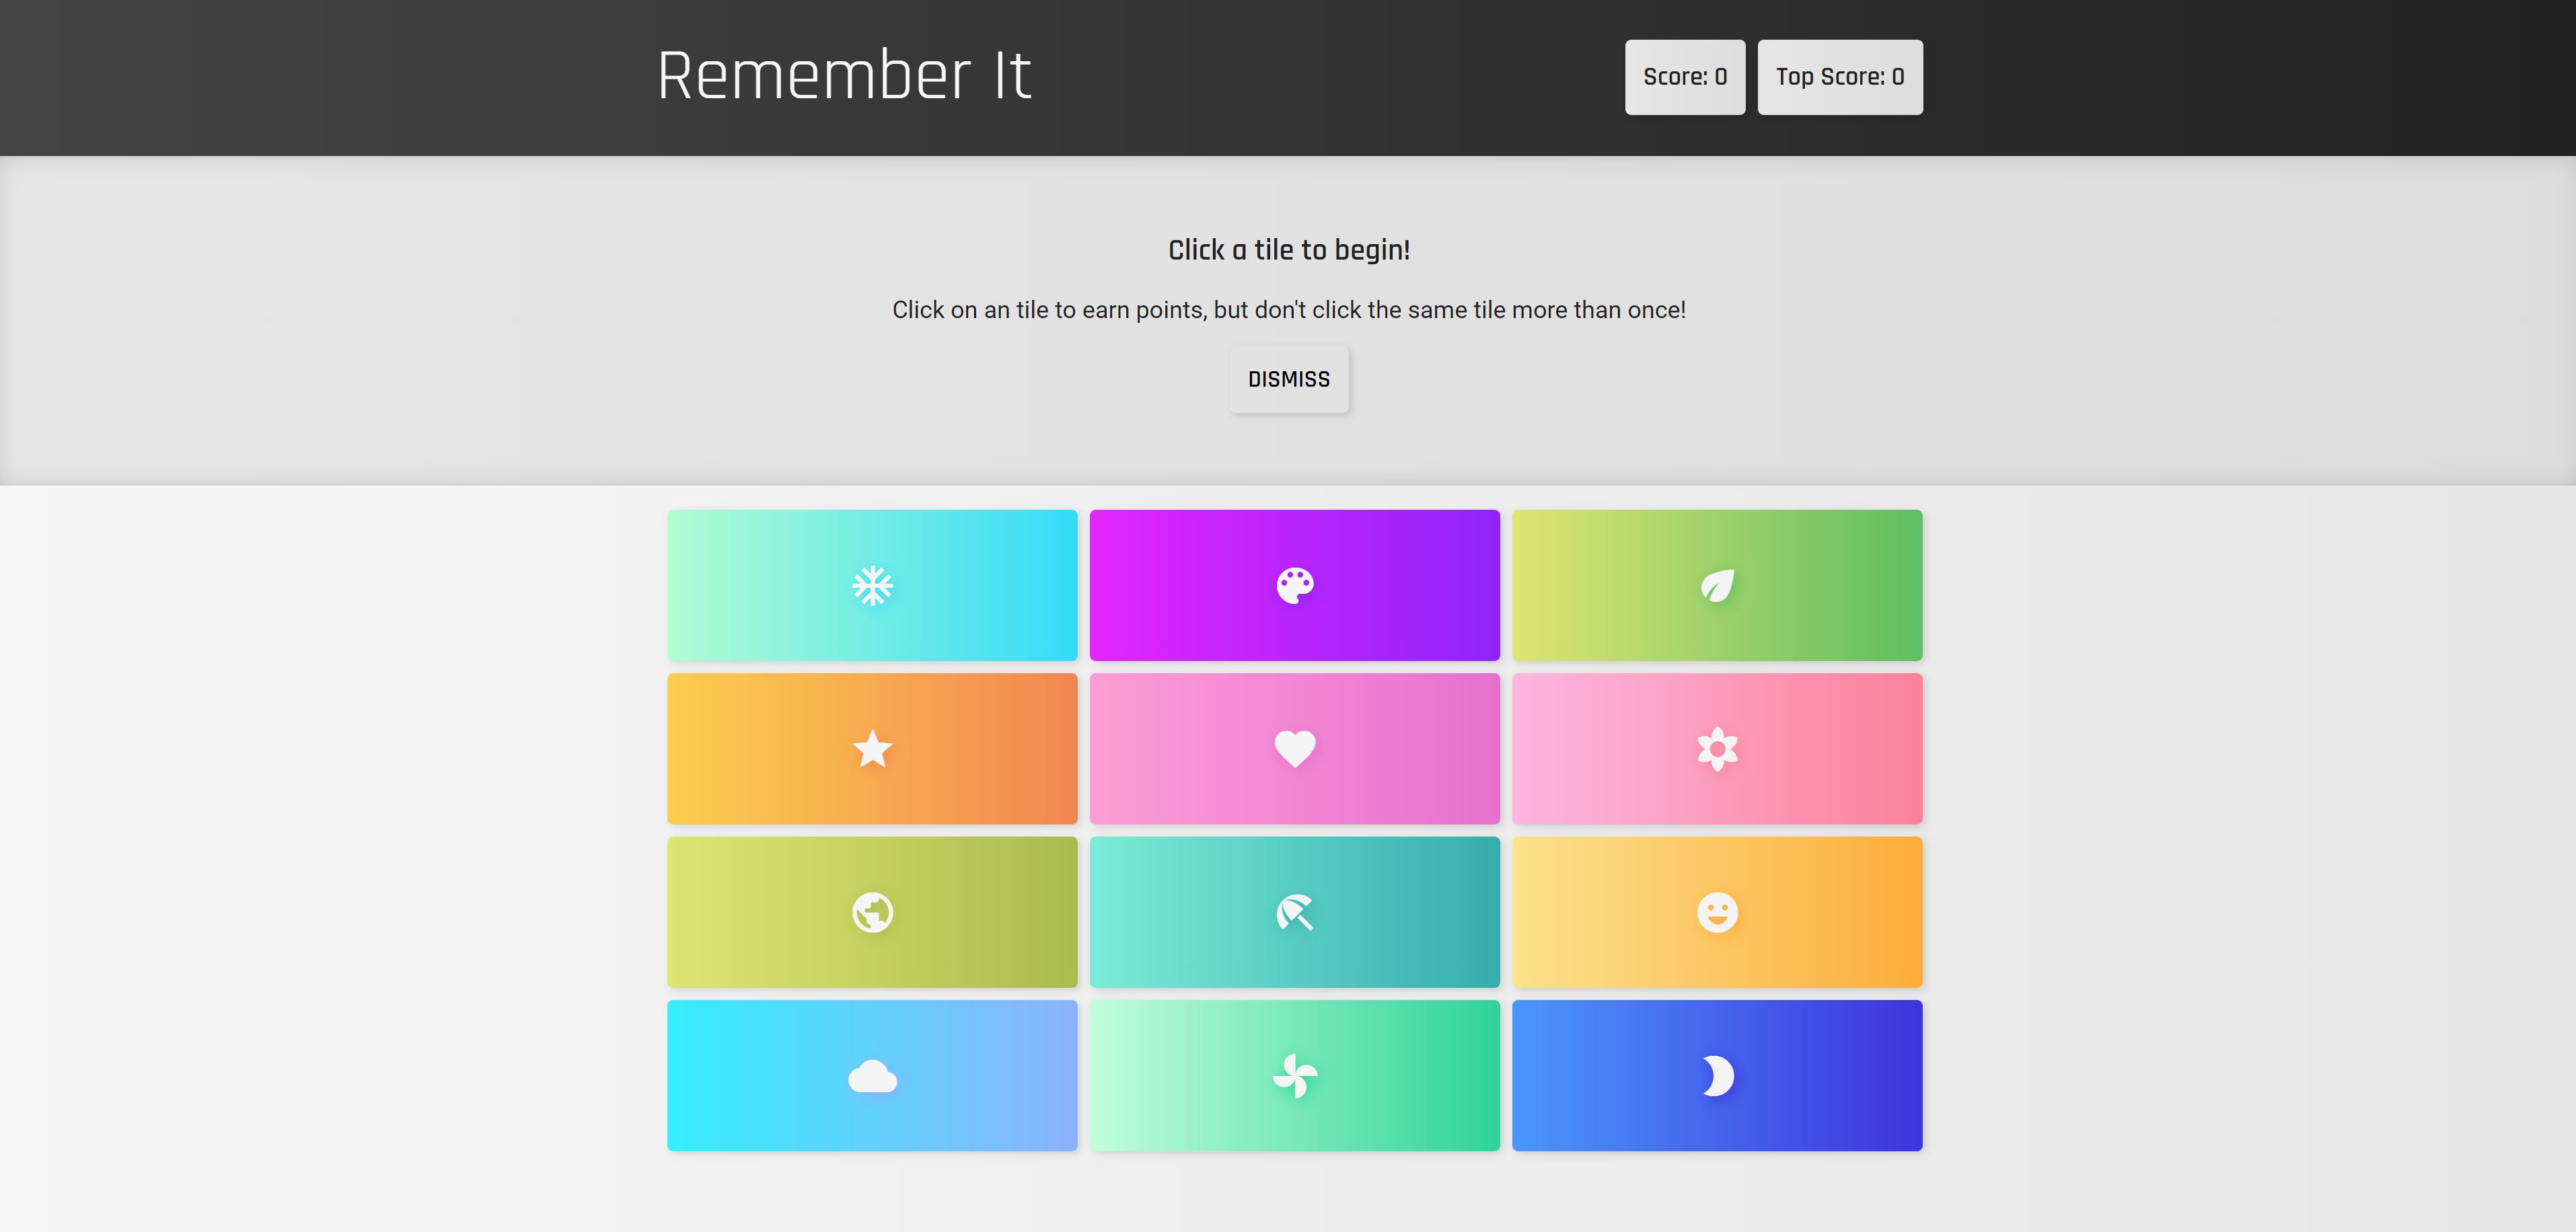 Remember It
Score: 0
Top Score: 0
Click a tile to begin!
Click on an tile to earn points, but don't click the same tile more than once!
DISMISS